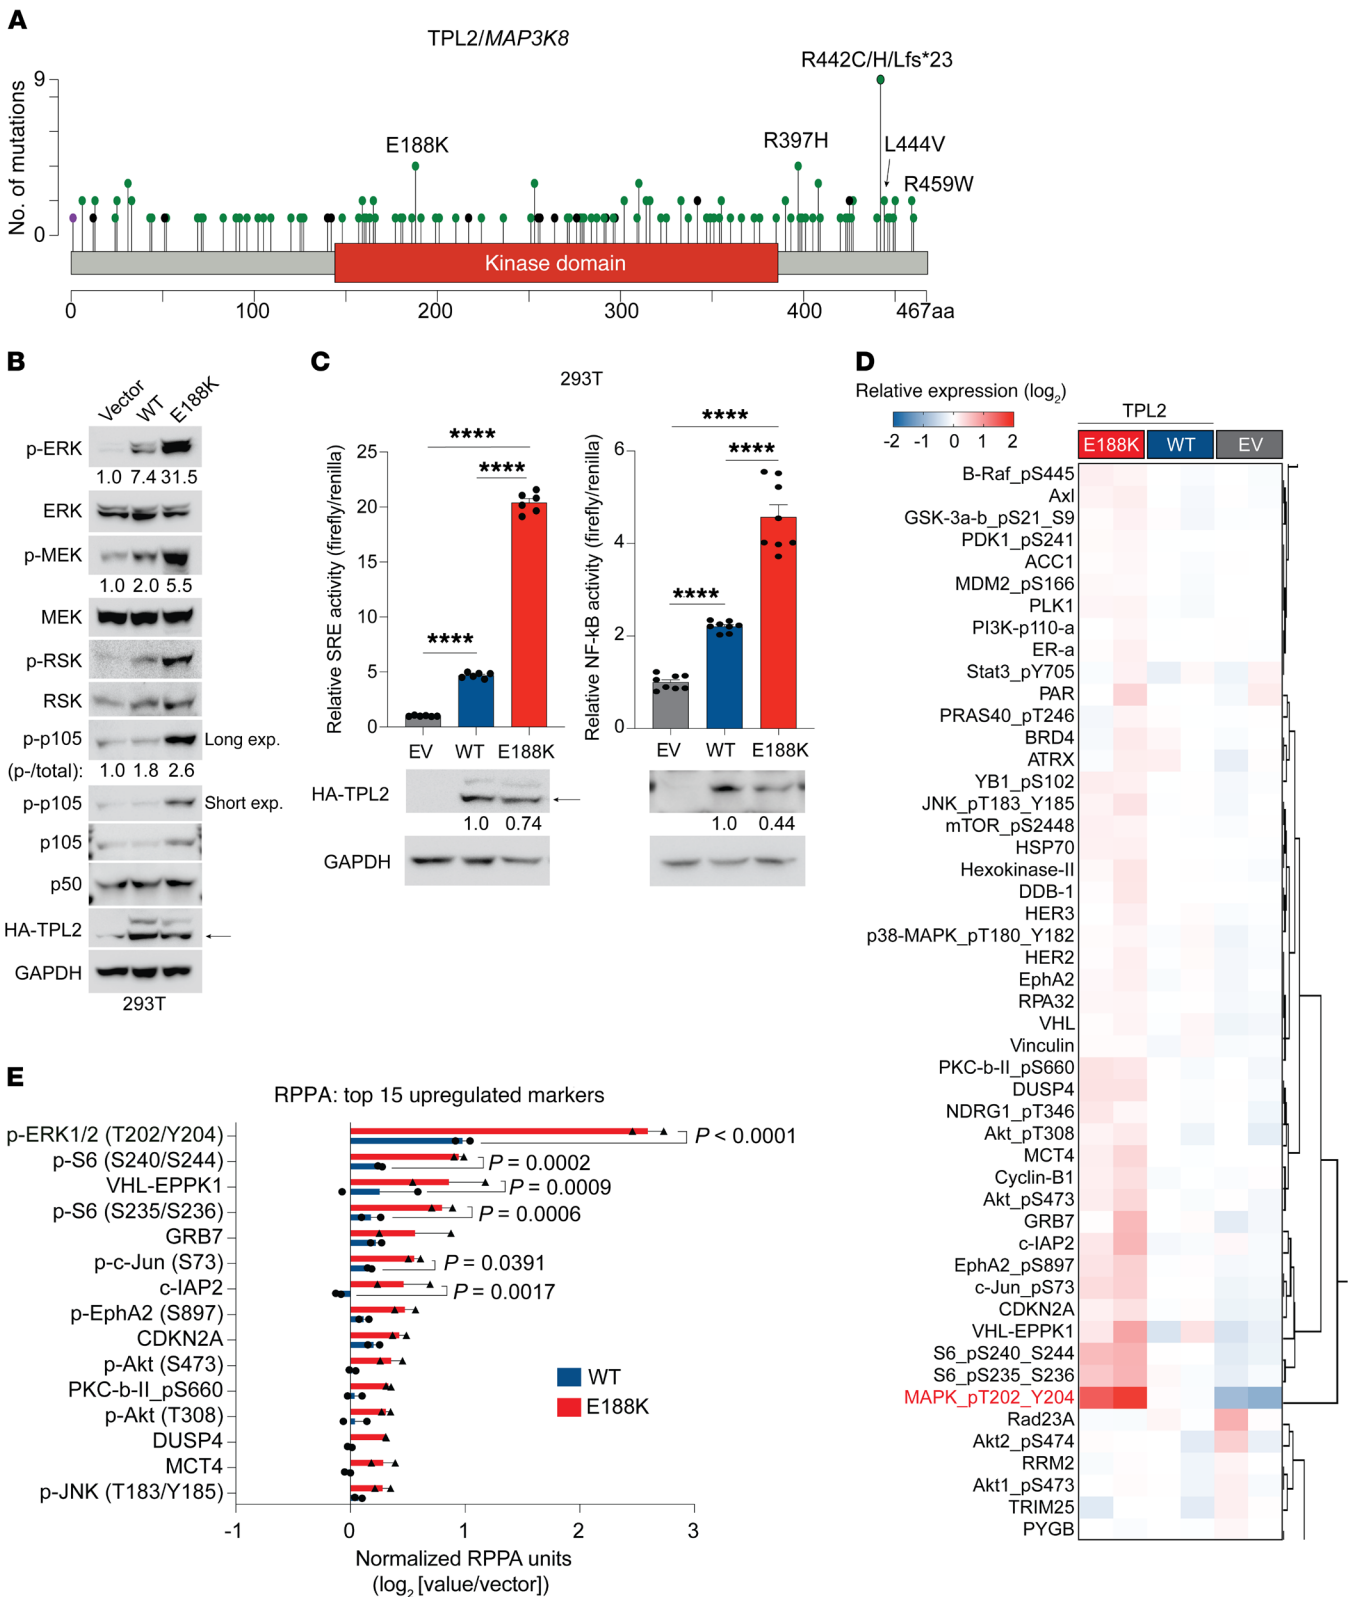 A
TPL2/MAP3K8
No. of mutations
9
0
E188K
R397H
R442C/H/Lfs*23
L444V
R459W
Kinase domain
0 100 200 300 400 467aa
B
Vector WT E188K
p-ERK
1.0 7.4 31.5
ERK
p-MEK
1.0 2.0 5.5
MEK
p-RSK
RSK
p-p105 Long exp.
(p-/total): 1.0 1.8 2.6
p-p105 Short exp.
p105
p50
HA-TPL2
GAPDH
293T
C
293T
Relative SRE activity (firefly/renilla)
25
20
15
10
5
0
****
****
****
EV WT E188K
Relative NF-kB activity (firefly/renilla)
6
4
2
0
****
****
****
EV WT E188K
HA-TPL2
1.0 0.74
1.0 0.44
GAPDH
D
Relative expression (log2)
-2 -1 0 1 2
TPL2
E188K WT EV
B-Raf_pS445
Axl
GSK-3a-b_pS21_S9
PDK1_pS241
ACC1
MDM2_pS166
PLK1
PI3K-p110-a
ER-a
Stat3_pY705
PAR
PRAS40_pT246
BRD4
ATRX
YB1_pS102
JNK_pT183_Y185
mTOR_pS2448
HSP70
Hexokinase-II
DDB-1
HER3
p38-MAPK_pT180_Y182
HER2
EphA2
RPA32
VHL
Vinculin
PKC-b-II_pS660
DUSP4
NDRG1_pT346
Akt_pT308
MCT4
Cyclin-B1
Akt_pS473
GRB7
c-IAP2
EphA2_pS897
c-Jun_pS73
CDKN2A
VHL-EPPK1
S6_pS240_S244
S6_pS235_S236
MAPK_pT202_Y204
Rad23A
Akt2_pS474
RRM2
Akt1_pS473
TRIM25
PYGB
E
RPPA: top 15 upregulated markers
p-ERK1/2 (T202/Y204) P < 0.0001
p-S6 (S240/S244) P = 0.0002
VHL-EPPK1 P = 0.0009
p-S6 (S235/S236) P = 0.0006
GRB7
p-c-Jun (S73) P = 0.0391
c-IAP2 P = 0.0017
p-EphA2 (S897)
CDKN2A
p-Akt (S473)
PKC-b-II_pS660
p-Akt (T308)
DUSP4
MCT4
p-JNK (T183/Y185)
WT
E188K
-1 0 1 2 3
Normalized RPPA units
(log2 [value/vector])